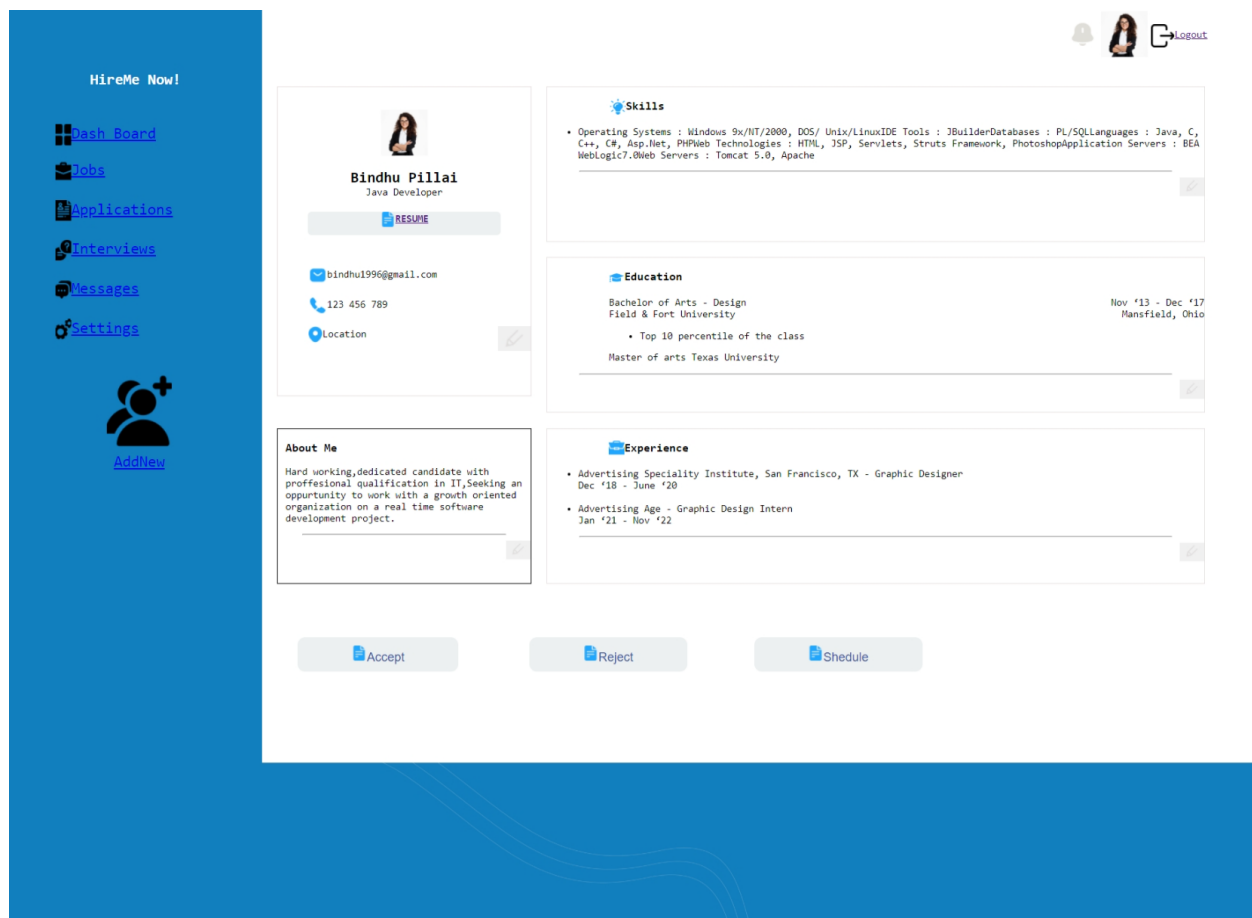 Logout
HireMe Now!
Dash Board
Jobs
Applications
Interviews
Messages
Settings
AddNew
Bindhu Pillai
Java Developer
RESUME
bindhu1996@gmail.com
123 456 789
Location
About Me
Hard working,dedicated candidate with
proffesional qualification in IT,Seeking an
oppurtunity to work with a growth oriented
organization on a real time software
development project.
Skills
• Operating Systems : Windows 9x/NT/2000, DOS/ Unix/LinuxIDE Tools : JBuilderDatabases : PL/SQLLanguages : Java, C,
C++, C#, Asp.Net, PHPWeb Technologies : HTML, JSP, Servlets, Struts Framework, PhotoshopApplication Servers : BEA
WebLogic7.0Web Servers : Tomcat 5.0, Apache
Education
Bachelor of Arts - Design Nov ‘13 - Dec ‘17
Field & Fort University Mansfield, Ohio
• Top 10 percentile of the class
Master of arts Texas University
Experience
• Advertising Speciality Institute, San Francisco, TX - Graphic Designer
Dec ‘18 - June ‘20
• Advertising Age - Graphic Design Intern
Jan ‘21 - Nov ‘22
Accept
Reject
Shedule